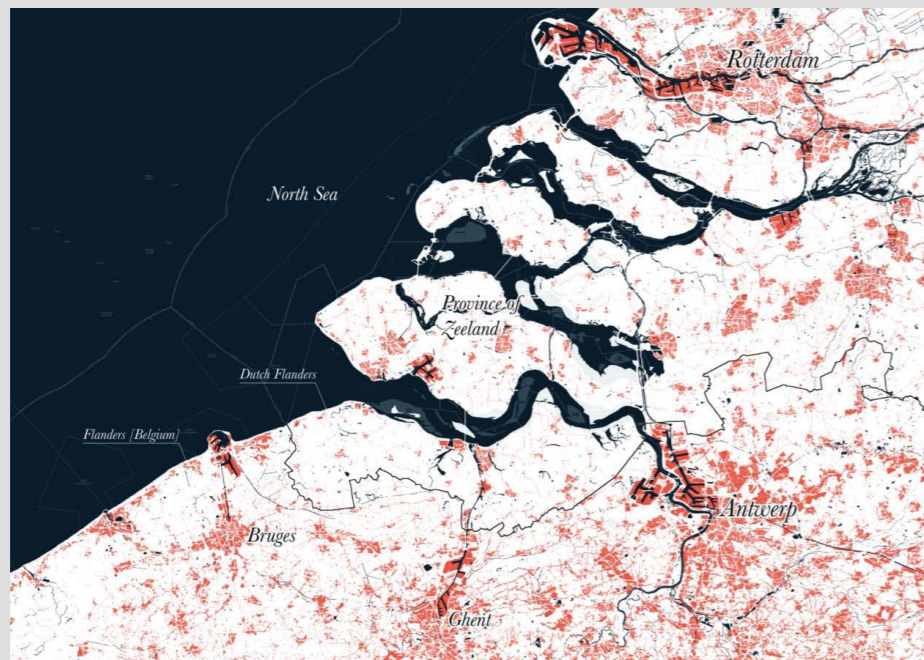 Rotterdam
North Sea
Province of
Zeeland
Dutch Flanders
Flanders [Belgium]
Antwerp
Bruges
Ghent